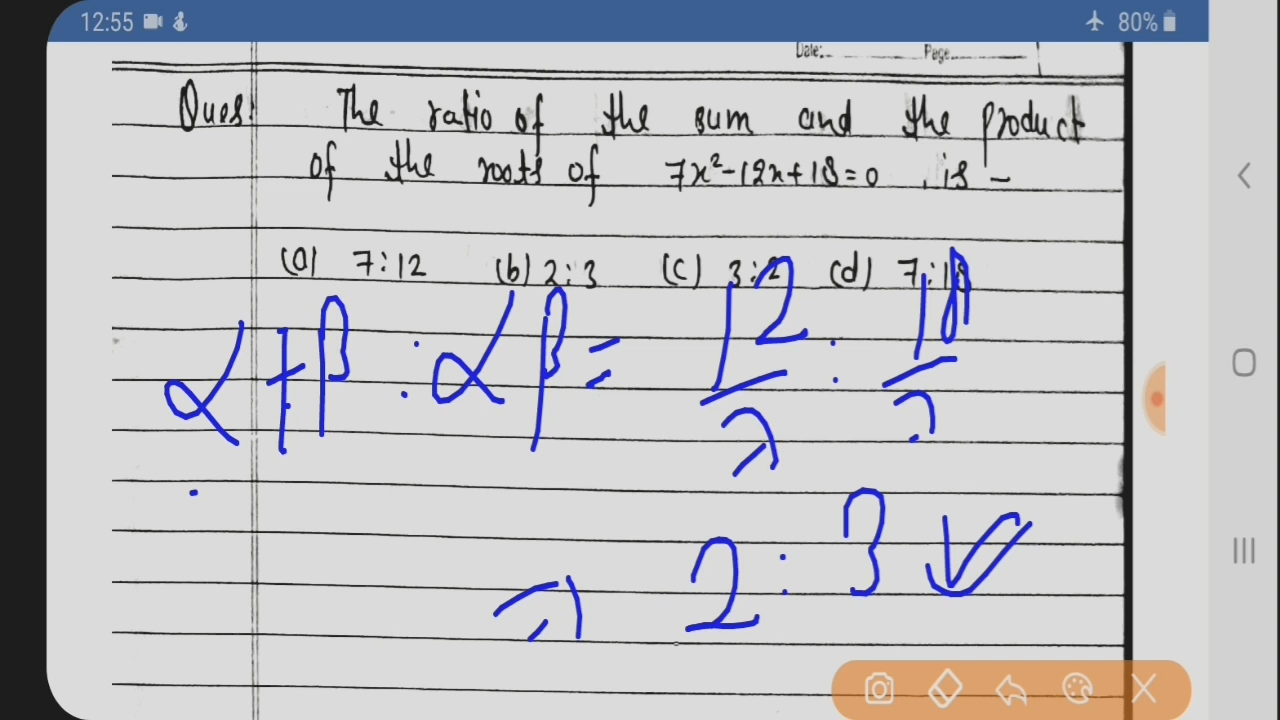 12:55
80%
Date: Page
Ques: The ratio of the sum and the product
of the roots of 7x²-12x+18=0 is -
(a) 7:12 (b) 2:3 (c) 3:2 (d) 7:18
α+β : αβ = 12/7 : 18/7
⇒ 2:3